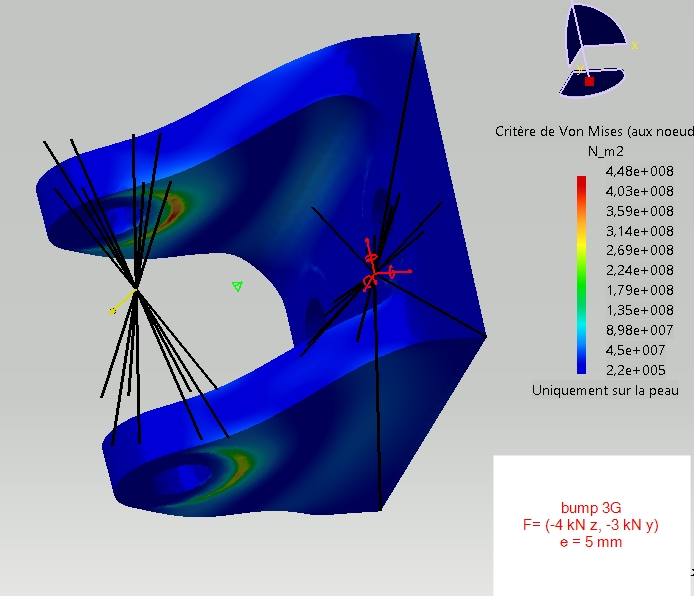 x
y
Critère de Von Mises (aux noeud
N_m2
4,48e+008
4,03e+008
3,59e+008
3,14e+008
2,69e+008
2,24e+008
1,79e+008
1,35e+008
8,98e+007
4,5e+007
2,2e+005
Uniquement sur la peau
bump 3G
F= (-4 kN z, -3 kN y)
e = 5 mm